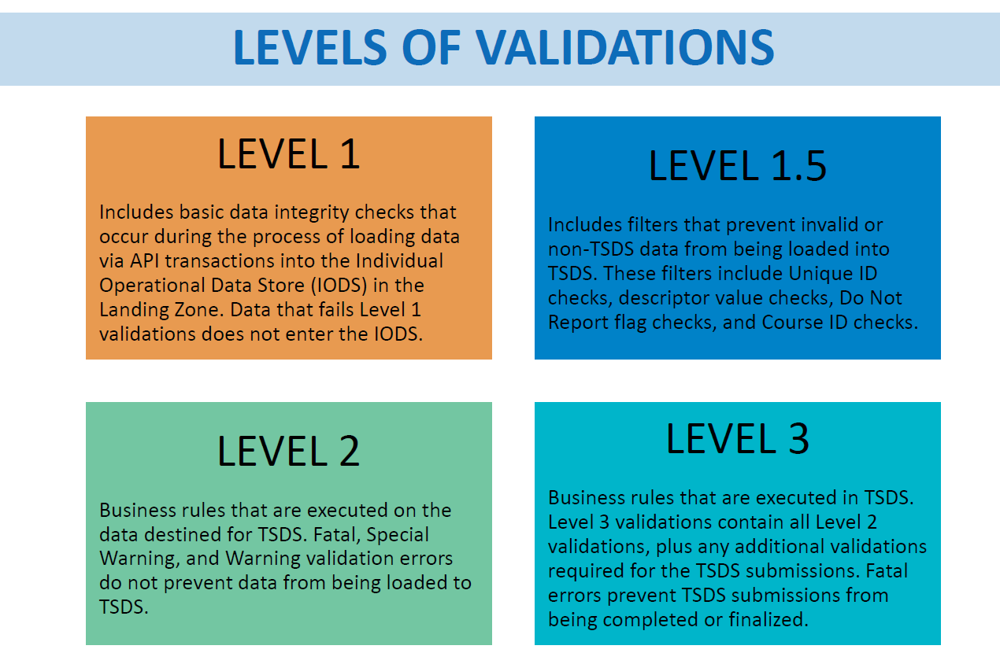 LEVELS OF VALIDATIONS
LEVEL 1
Includes basic data integrity checks that
occur during the process of loading data
via API transactions into the Individual
Operational Data Store (IODS) in the
Landing Zone. Data that fails Level 1
validations does not enter the IODS.
LEVEL 1.5
Includes filters that prevent invalid or
non-TSDS data from being loaded into
TSDS. These filters include Unique ID
checks, descriptor value checks, Do Not
Report flag checks, and Course ID checks.
LEVEL 2
Business rules that are executed on the
data destined for TSDS. Fatal, Special
Warning, and Warning validation errors
do not prevent data from being loaded to
TSDS.
LEVEL 3
Business rules that are executed in TSDS.
Level 3 validations contain all Level 2
validations, plus any additional validations
required for the TSDS submissions. Fatal
errors prevent TSDS submissions from
being completed or finalized.